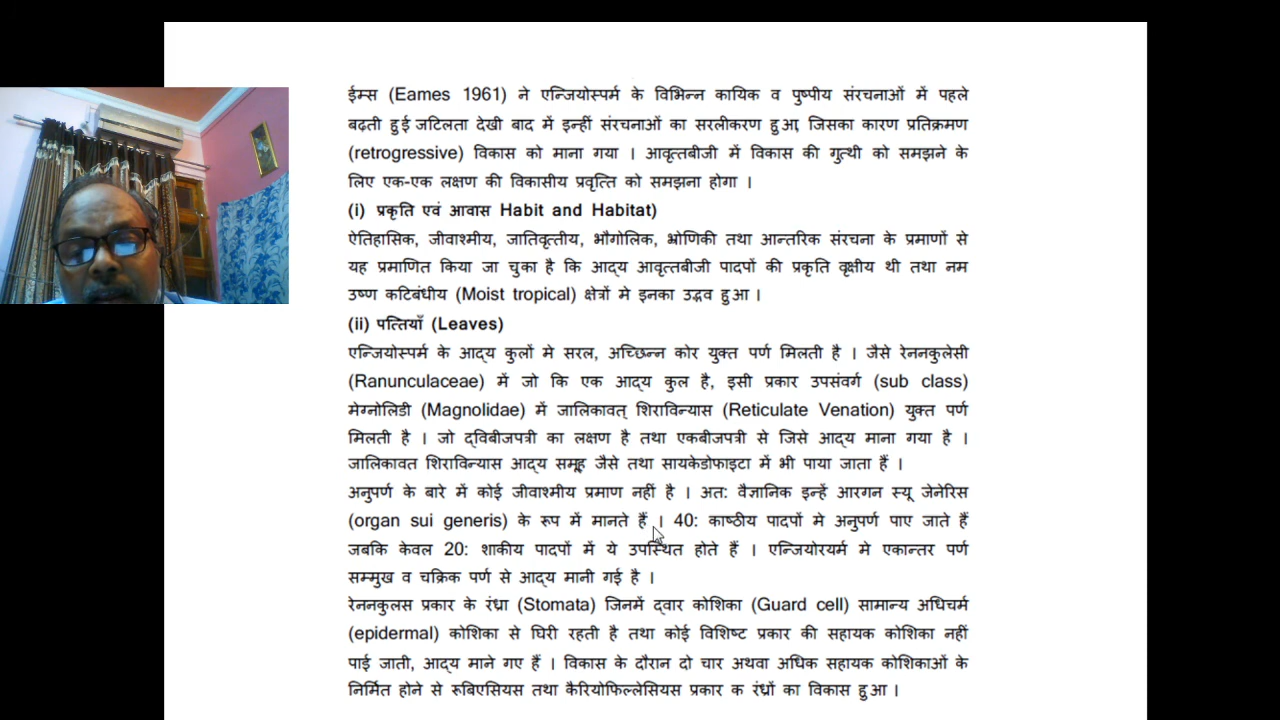 ईम्स (Eames 1961) ने एन्जियोस्पर्म के विभिन्न कायिक व पुष्पीय संरचनाओं में पहले
बढ़ती हुई जटिलता देखी बाद में इन्हीं संरचनाओं का सरलीकरण हुआ, जिसका कारण प्रतिक्रमण
(retrogressive) विकास को माना गया । आवृत्तबीजी में विकास की गुत्थी को समझने के
लिए एक-एक लक्षण की विकासीय प्रवृत्ति को समझना होगा ।
(i) प्रकृति एवं आवास Habit and Habitat)
ऐतिहासिक, जीवाश्मीय, जातिवृत्तीय, भौगोलिक, भ्रोणिकी तथा आन्तरिक संरचना के प्रमाणों से
यह प्रमाणित किया जा चुका है कि आद्य आवृत्तबीजी पादपों की प्रकृति वृक्षीय थी तथा नम
उष्ण कटिबंधीय (Moist tropical) क्षेत्रों मे इनका उद्भव हुआ ।
(ii) पत्तियाँ (Leaves)
एन्जियोस्पर्म के आद्य कुलों मे सरल, अच्छिन्न कोर युक्त पर्ण मिलती है । जैसे रेननकुलेसी
(Ranunculaceae) में जो कि एक आद्य कुल है, इसी प्रकार उपसंवर्ग (sub class)
मेग्नोलिडी (Magnolidae) में जालिकावत् शिराविन्यास (Reticulate Venation) युक्त पर्ण
मिलती है । जो द्विबीजपत्री का लक्षण है तथा एकबीजपत्री से जिसे आद्य माना गया है ।
जालिकावत शिराविन्यास आद्य समूह जैसे तथा सायकेडोफाइटा में भी पाया जाता हैं ।
अनुपर्ण के बारे में कोई जीवाश्मीय प्रमाण नहीं है । अत: वैज्ञानिक इन्हें आरगन स्यू जेनेरिस
(organ sui generis) के रूप में मानते हैं । 40: काष्ठीय पादपों मे अनुपर्ण पाए जाते हैं
जबकि केवल 20: शाकीय पादपों में ये उपस्थित होते हैं । एन्जियोरयर्म मे एकान्तर पर्ण
सम्मुख व चक्रिक पर्ण से आद्य मानी गई है ।
रेननकुलस प्रकार के रंध्रा (Stomata) जिनमें द्वार कोशिका (Guard cell) सामान्य अधिचर्म
(epidermal) कोशिका से घिरी रहती है तथा कोई विशिष्ट प्रकार की सहायक कोशिका नहीं
पाई जाती, आद्य माने गए हैं । विकास के दौरान दो चार अथवा अधिक सहायक कोशिकाओं के
निर्मित होने से रूबिएसियस तथा कैरियोफिल्लेसियस प्रकार क रंध्रों का विकास हुआ ।